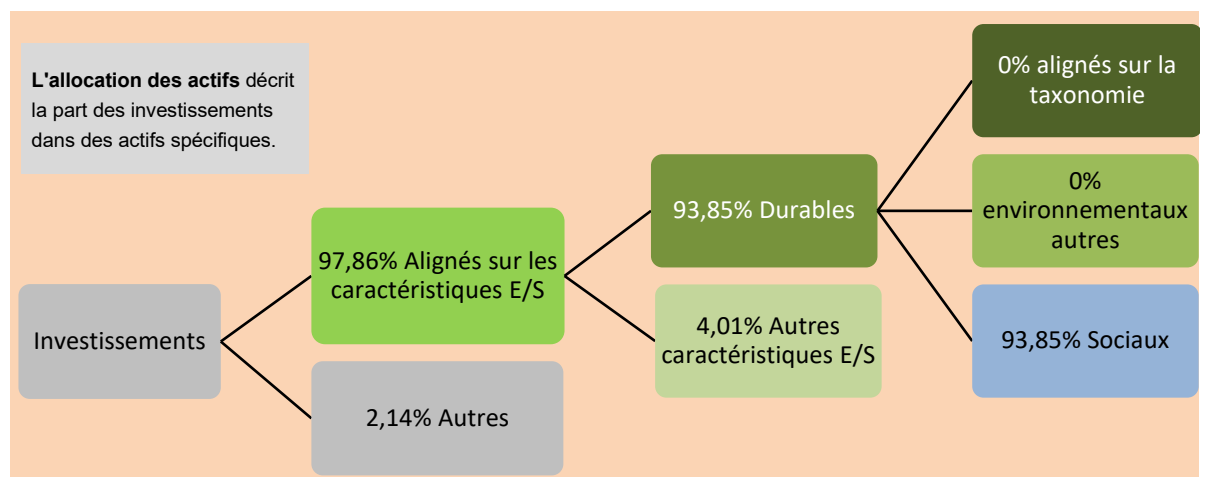 L'allocation des actifs décrit
la part des investissements
dans des actifs spécifiques.
Investissements
97,86% Alignés sur les
caractéristiques E/S
2,14% Autres
93,85% Durables
4,01% Autres
caractéristiques E/S
0% alignés sur la
taxonomie
0%
environnementaux
autres
93,85% Sociaux